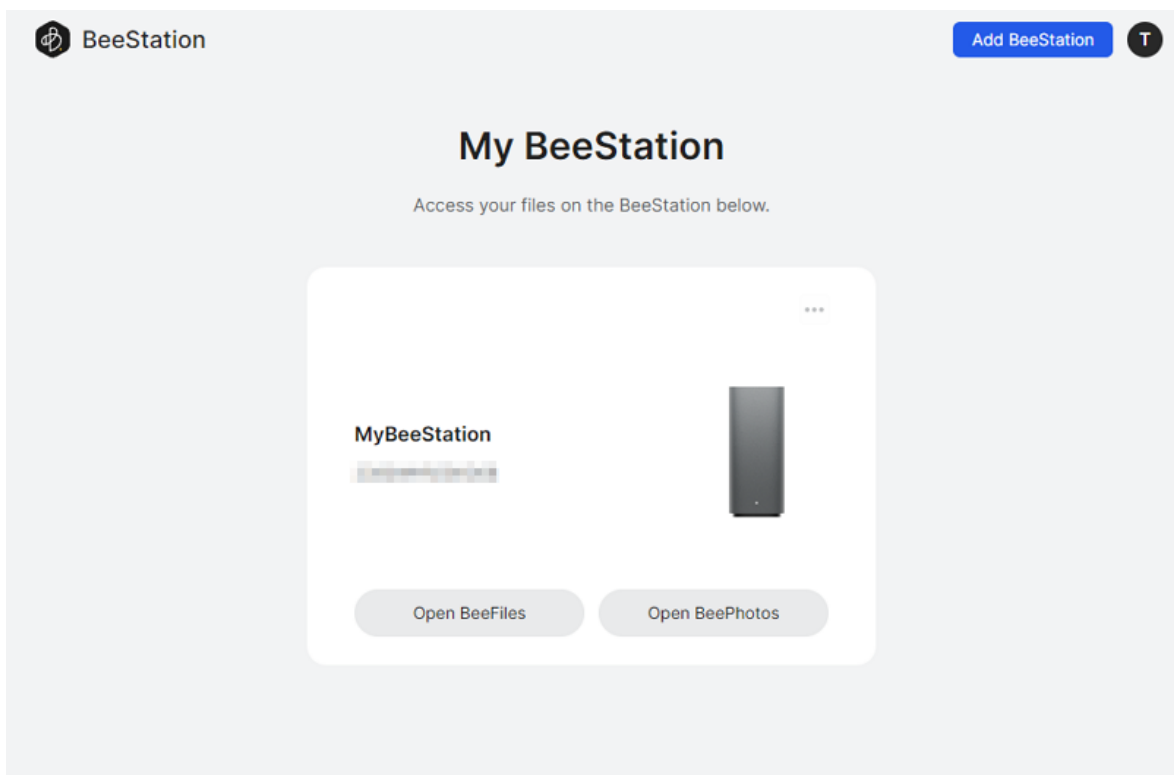 BeeStation
Add BeeStation
T
My BeeStation
Access your files on the BeeStation below.
MyBeeStation
Open BeeFiles
Open BeePhotos